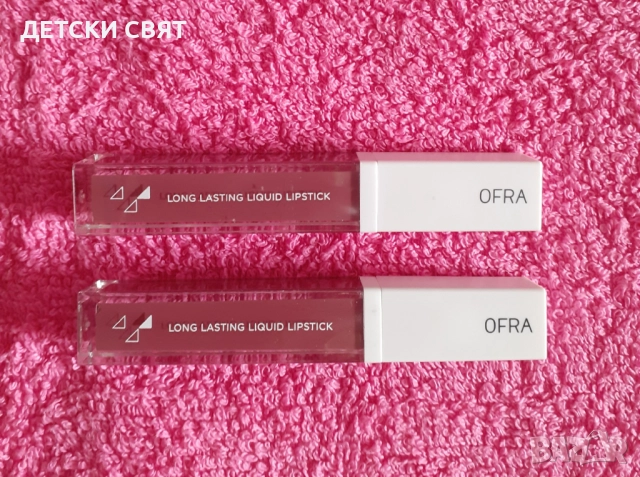 ДЕТСКИ СВЯТ
LONG LASTING LIQUID LIPSTICK
OFRA
LONG LASTING LIQUID LIPSTICK
OFRA